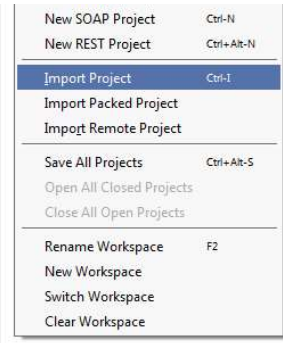 New SOAP Project Ctrl-N
New REST Project Ctrl+Alt-N
Import Project Ctrl-I
Import Packed Project
Import Remote Project
Save All Projects Ctrl+Alt-S
Open All Closed Projects
Close All Open Projects
Rename Workspace F2
New Workspace
Switch Workspace
Clear Workspace